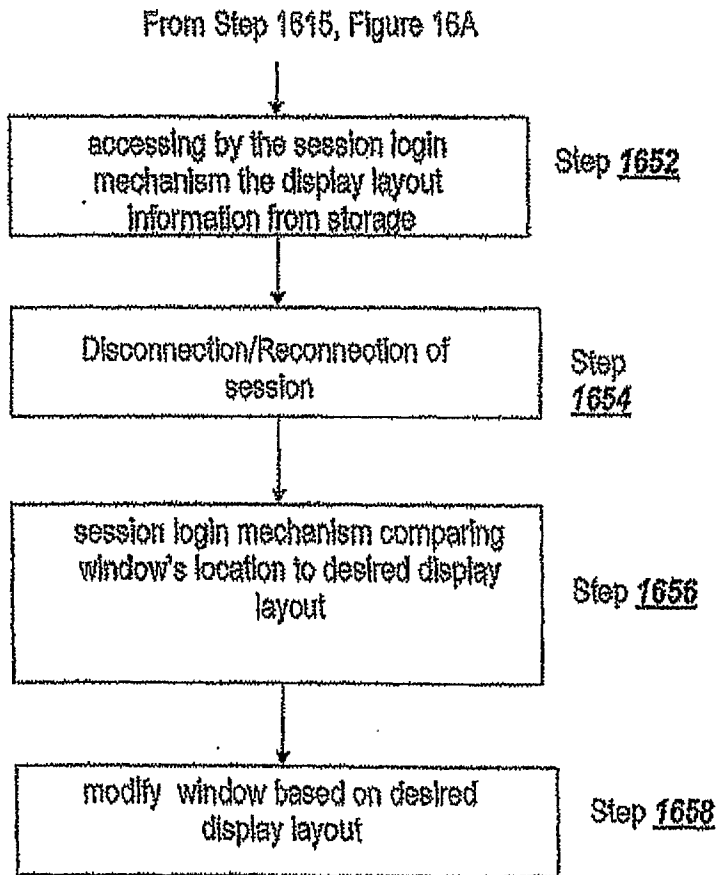 From Step 1615, Figure 16A
accessing by the session login
mechanism the display layout
information from storage
Step 1652
Disconnection/Reconnection of
session
Step
1654
session login mechanism comparing
window's location to desired display
layout
Step 1656
modify window based on desired
display layout
Step 1658